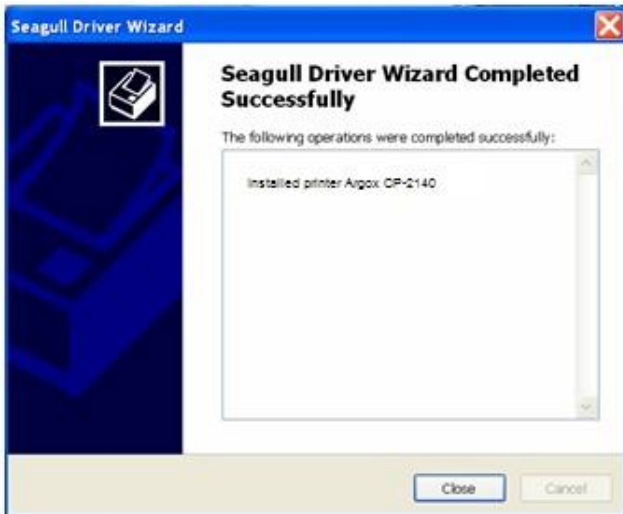 Seagull Driver Wizard
Seagull Driver Wizard Completed
Successfully
The following operations were completed successfully:
Installed printer Argox CP-2140
Close
Cancel